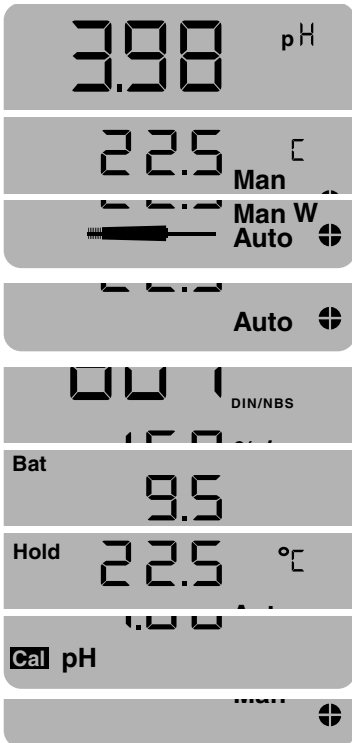 3.98 pH
22.5 C
Man
Man W
Auto
Auto
DIN/NBS
Bat
9.5
Hold 22.5 °C
Cal pH